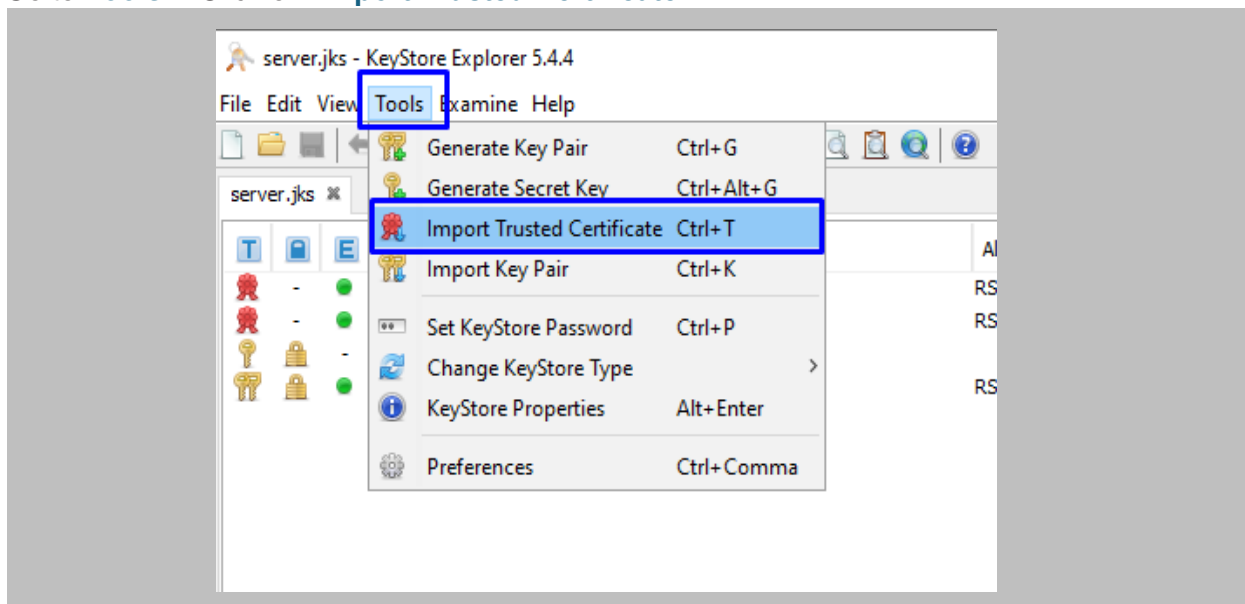 server.jks - KeyStore Explorer 5.4.4
File Edit View Tools Examine Help
Generate Key Pair Ctrl+G
server.jks Generate Secret Key Ctrl+Alt+G
Import Trusted Certificate Ctrl+T
T E
Import Key Pair Ctrl+K
RS
Set KeyStore Password Ctrl+P
RS
Change KeyStore Type
KeyStore Properties Alt+Enter
RS
Preferences Ctrl+Comma